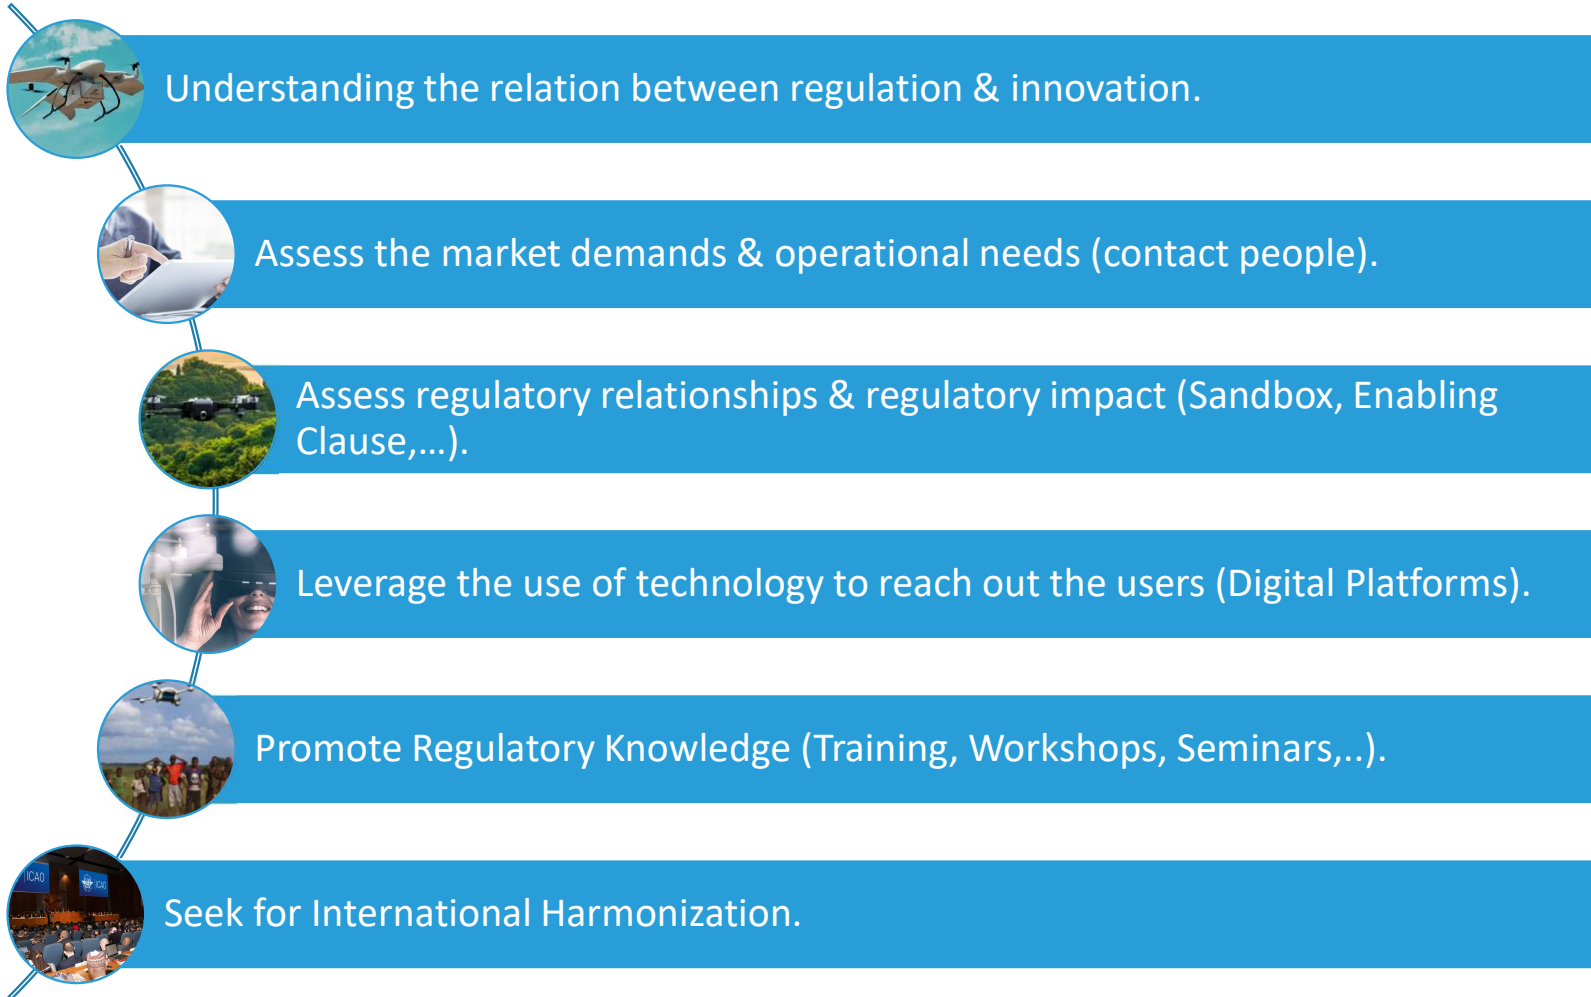 Understanding the relation between regulation & innovation.
Assess the market demands & operational needs (contact people).
Assess regulatory relationships & regulatory impact (Sandbox, Enabling
Clause,...).
Leverage the use of technology to reach out the users (Digital Platforms).
Promote Regulatory Knowledge (Training, Workshops, Seminars,..).
ICAO
ICAO
Seek for International Harmonization.